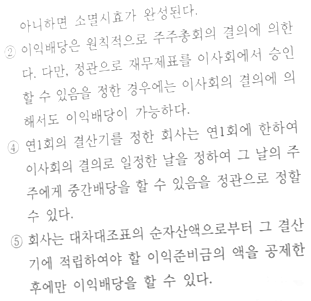 아니하면 소멸시효가 완성된다.
② 이익배당은 원칙적으로 주주총회의 결의에 의한
다. 다만, 정관으로 재무제표를 이사회에서 승인
할 수 있음을 정한 경우에는 이사회의 결의에 의
해서도 이익배당이 가능하다.
④ 연1회의 결산기를 정한 회사는 연1회에 한하여
이사회의 결의로 일정한 날을 정하여 그 날의 주
주에게 중간배당을 할 수 있음을 정관으로 정할
수 있다.
⑤ 회사는 대차대조표의 순자산액으로부터 그 결산
기에 적립하여야 할 이익준비금의 액을 공제한
후에만 이익배당을 할 수 있다.